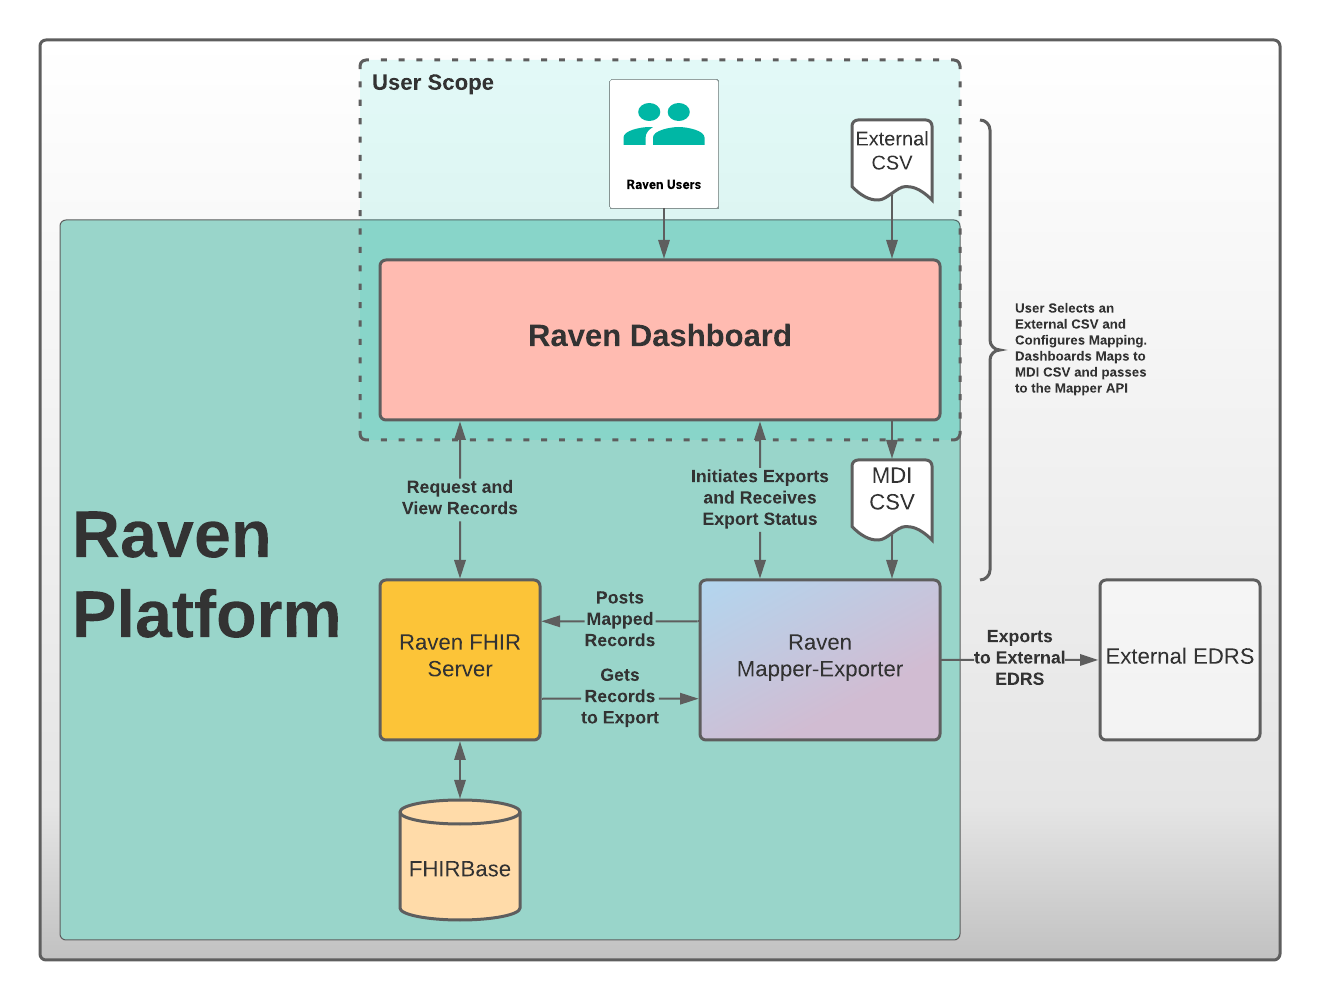 User Scope
Raven Users
External
CSV
Raven Dashboard
User Selects an
External CSV and
Configures Mapping.
Dashboards Maps to
MDI CSV and passes
to the Mapper API
Request and
View Records
Initiates Exports
and Receives
Export Status
MDI
CSV
Raven
Platform
Raven FHIR
Server
Posts
Mapped
Records
Gets
Records
to Export
Raven
Mapper-Exporter
Exports
to External
EDRS
External EDRS
FHIRBase